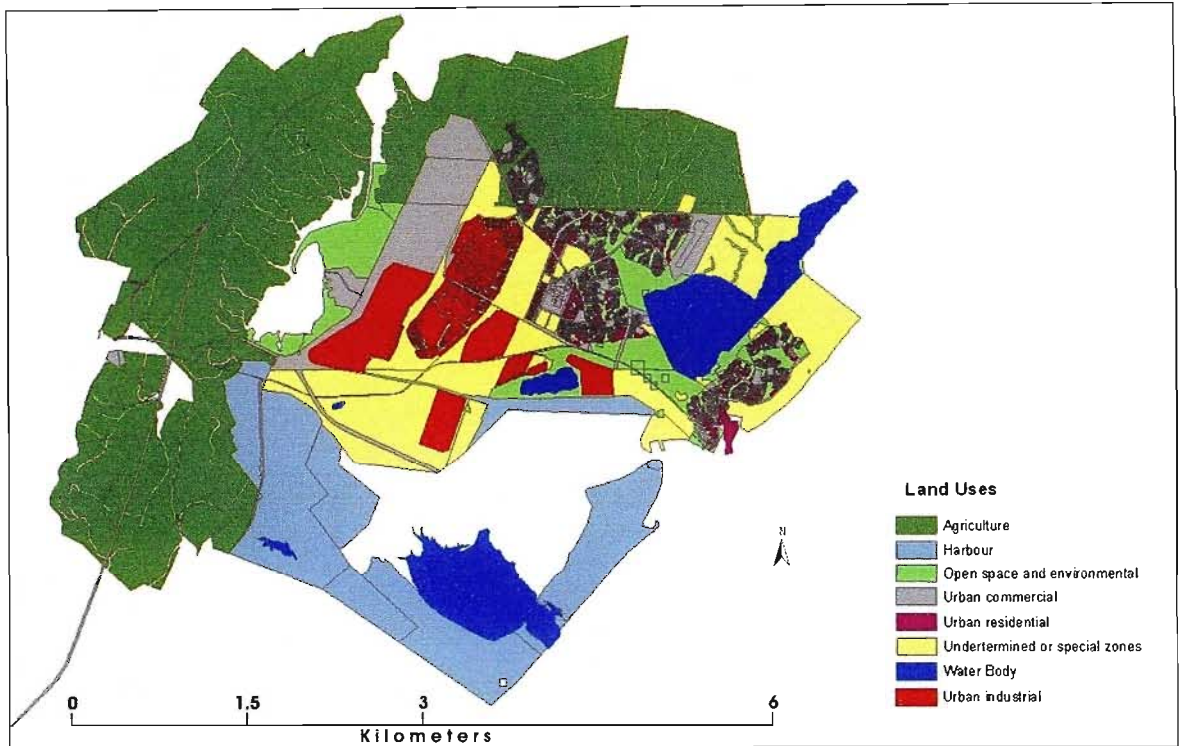 N
Land Uses
Agriculture
Harbour
Open space and environmental
Urban commercial
Urban residential
Undertermined or special zones
Water Body
Urban industrial
0 1.5 3 6
Kilometers